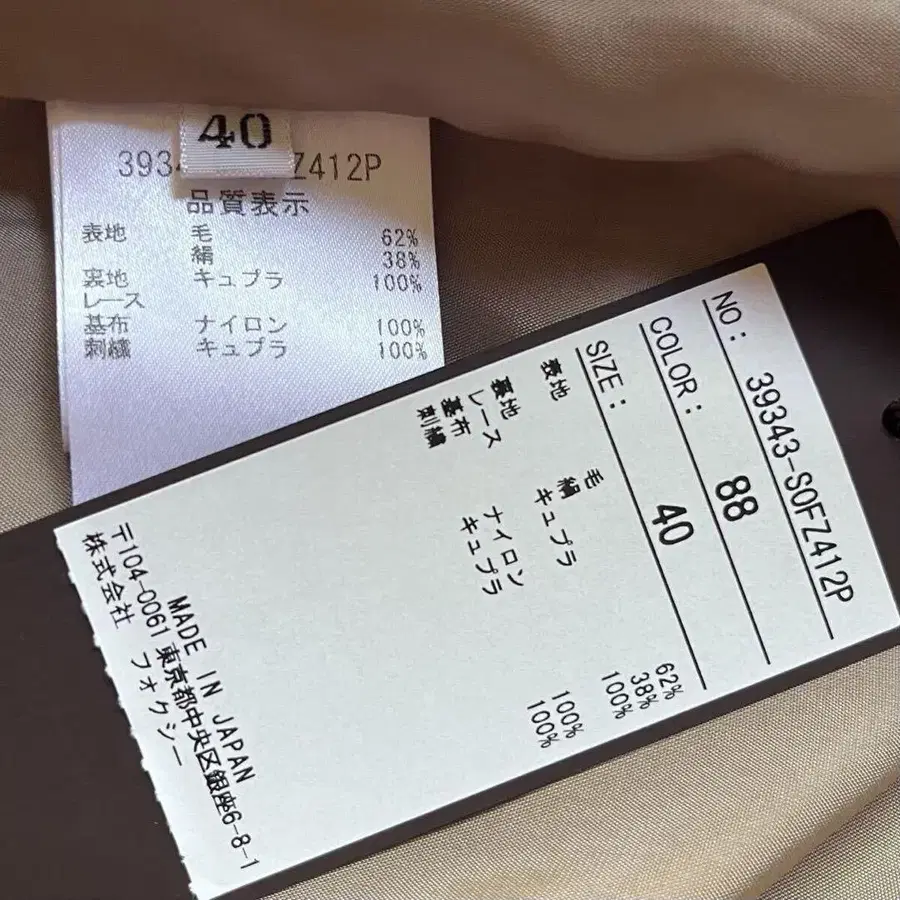 40
393 Z412P
品質表示
表地 毛 62%
絹 38%
裏地 キュプラ 100%
レース
基布 ナイロン 100%
刺繍 キュプラ 100%
NO: 39343-S0FZ412P
COLOR: 88
SIZE: 40
表地 毛 62%
絹 38%
裏地 キュプラ 100%
レース
基布 ナイロン 100%
刺繍 キュプラ 100%
MADE IN JAPAN
〒104-0061 東京都中央区銀座6-8-1
株式会社 フォクシー